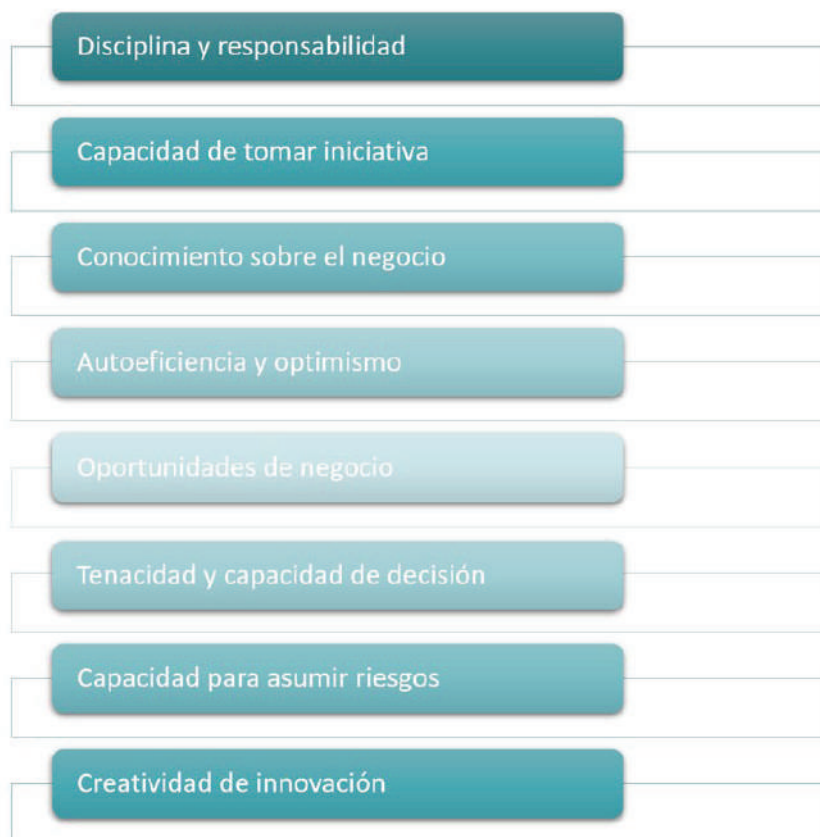 Disciplina y responsabilidad
Capacidad de tomar iniciativa
Conocimiento sobre el negocio
Autoeficiencia y optimismo
Oportunidades de negocio
Tenacidad y capacidad de decisión
Capacidad para asumir riesgos
Creatividad de innovación